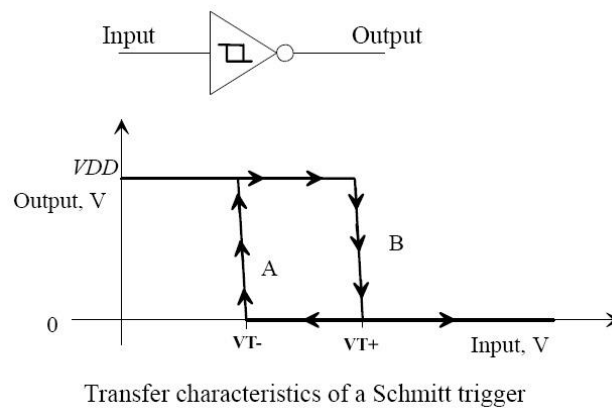 Input
Output
VDD
Output, V
A
B
0
VT-
VT+
Input, V
Transfer characteristics of a Schmitt trigger